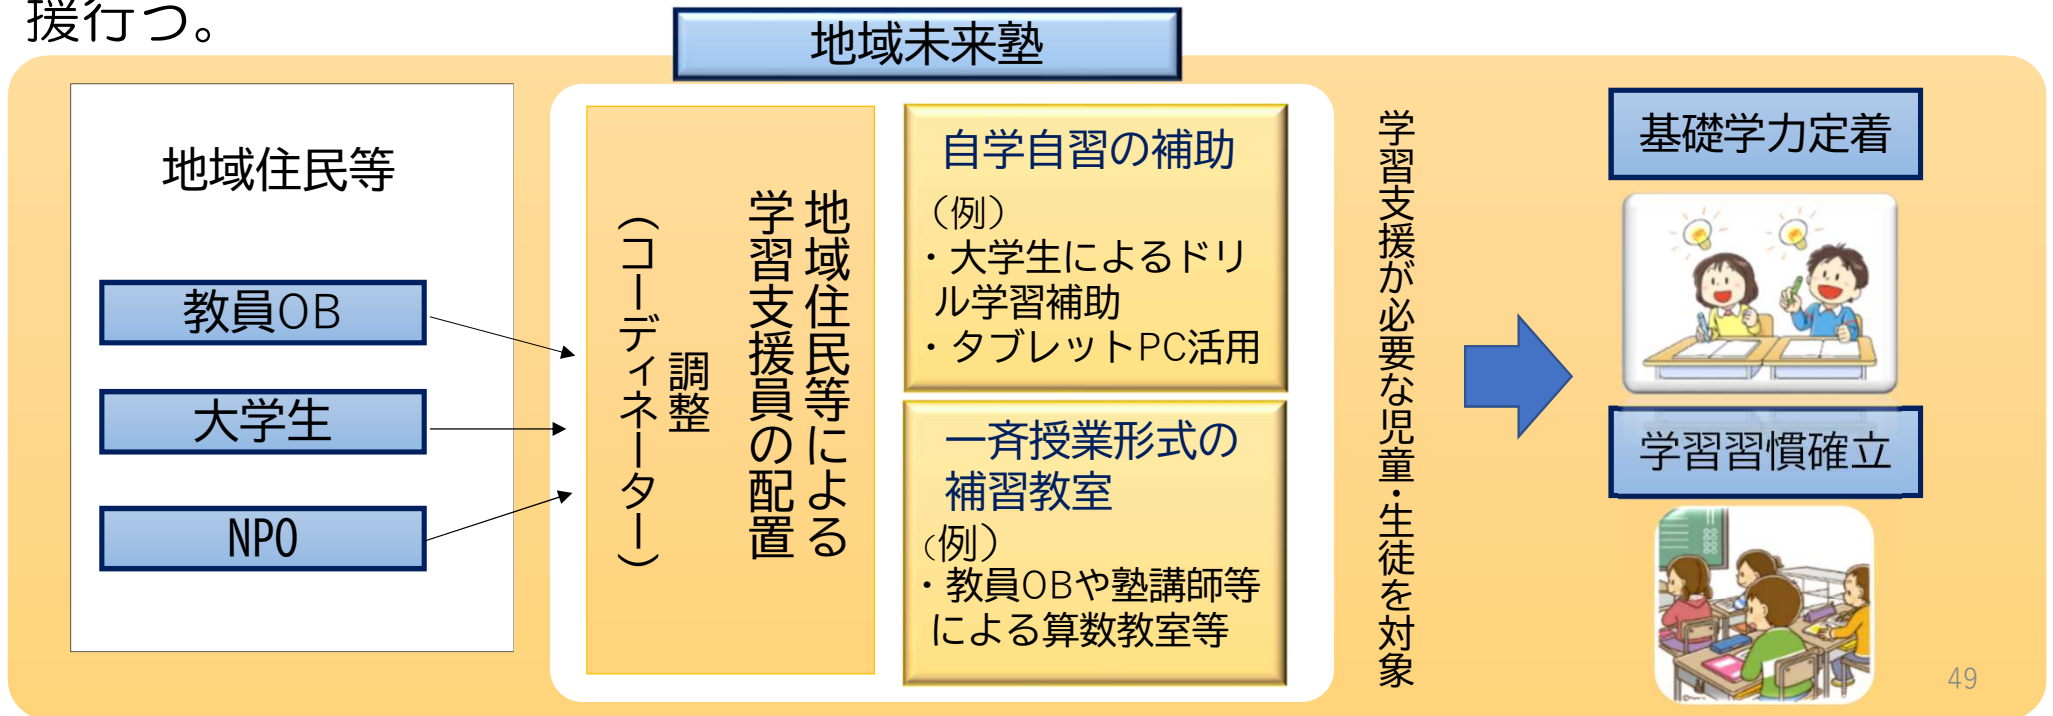 援行つ。
地域未来塾
地域住民等
教員OB
大学生
NPO
地域住民等による
学習支援員の配置
調整
（コーディネーター）
自学自習の補助
（例）
・大学生によるドリ
ル学習補助
・タブレットPC活用
一斉授業形式の
補習教室
（例）
・教員OBや塾講師等
による算数教室等
学習支援が必要な児童・生徒を対象
基礎学力定着
学習習慣確立
49